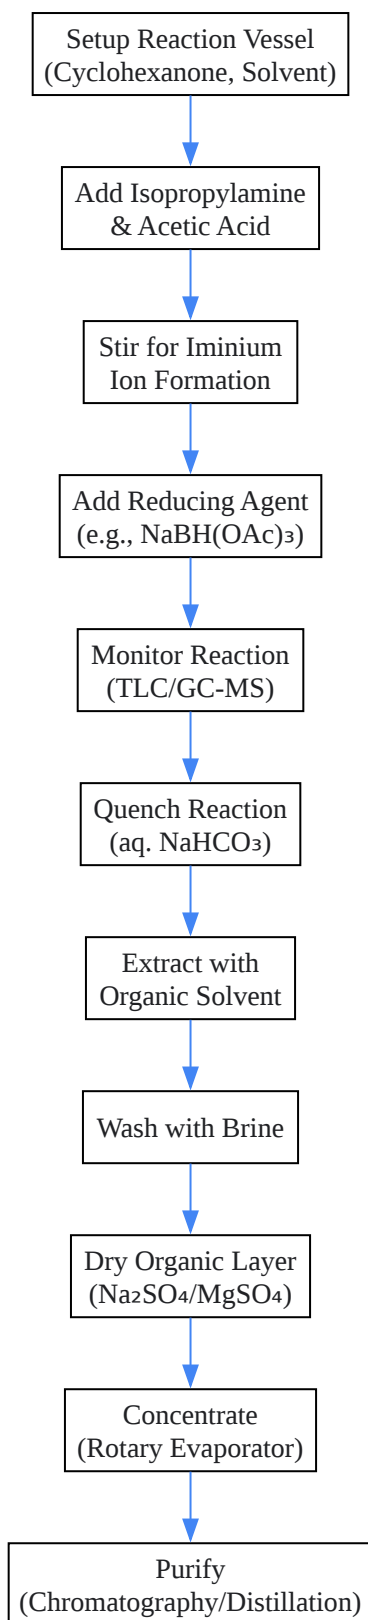 Setup Reaction Vessel
(Cyclohexanone, Solvent)
Add Isopropylamine
& Acetic Acid
Stir for Iminium
Ion Formation
Add Reducing Agent
(e.g., NaBH(OAc)₃)
Monitor Reaction
(TLC/GC-MS)
Quench Reaction
(aq. NaHCO₃)
Extract with
Organic Solvent
Wash with Brine
Dry Organic Layer
(Na₂SO₄/MgSO₄)
Concentrate
(Rotary Evaporator)
Purify
(Chromatography/Distillation)